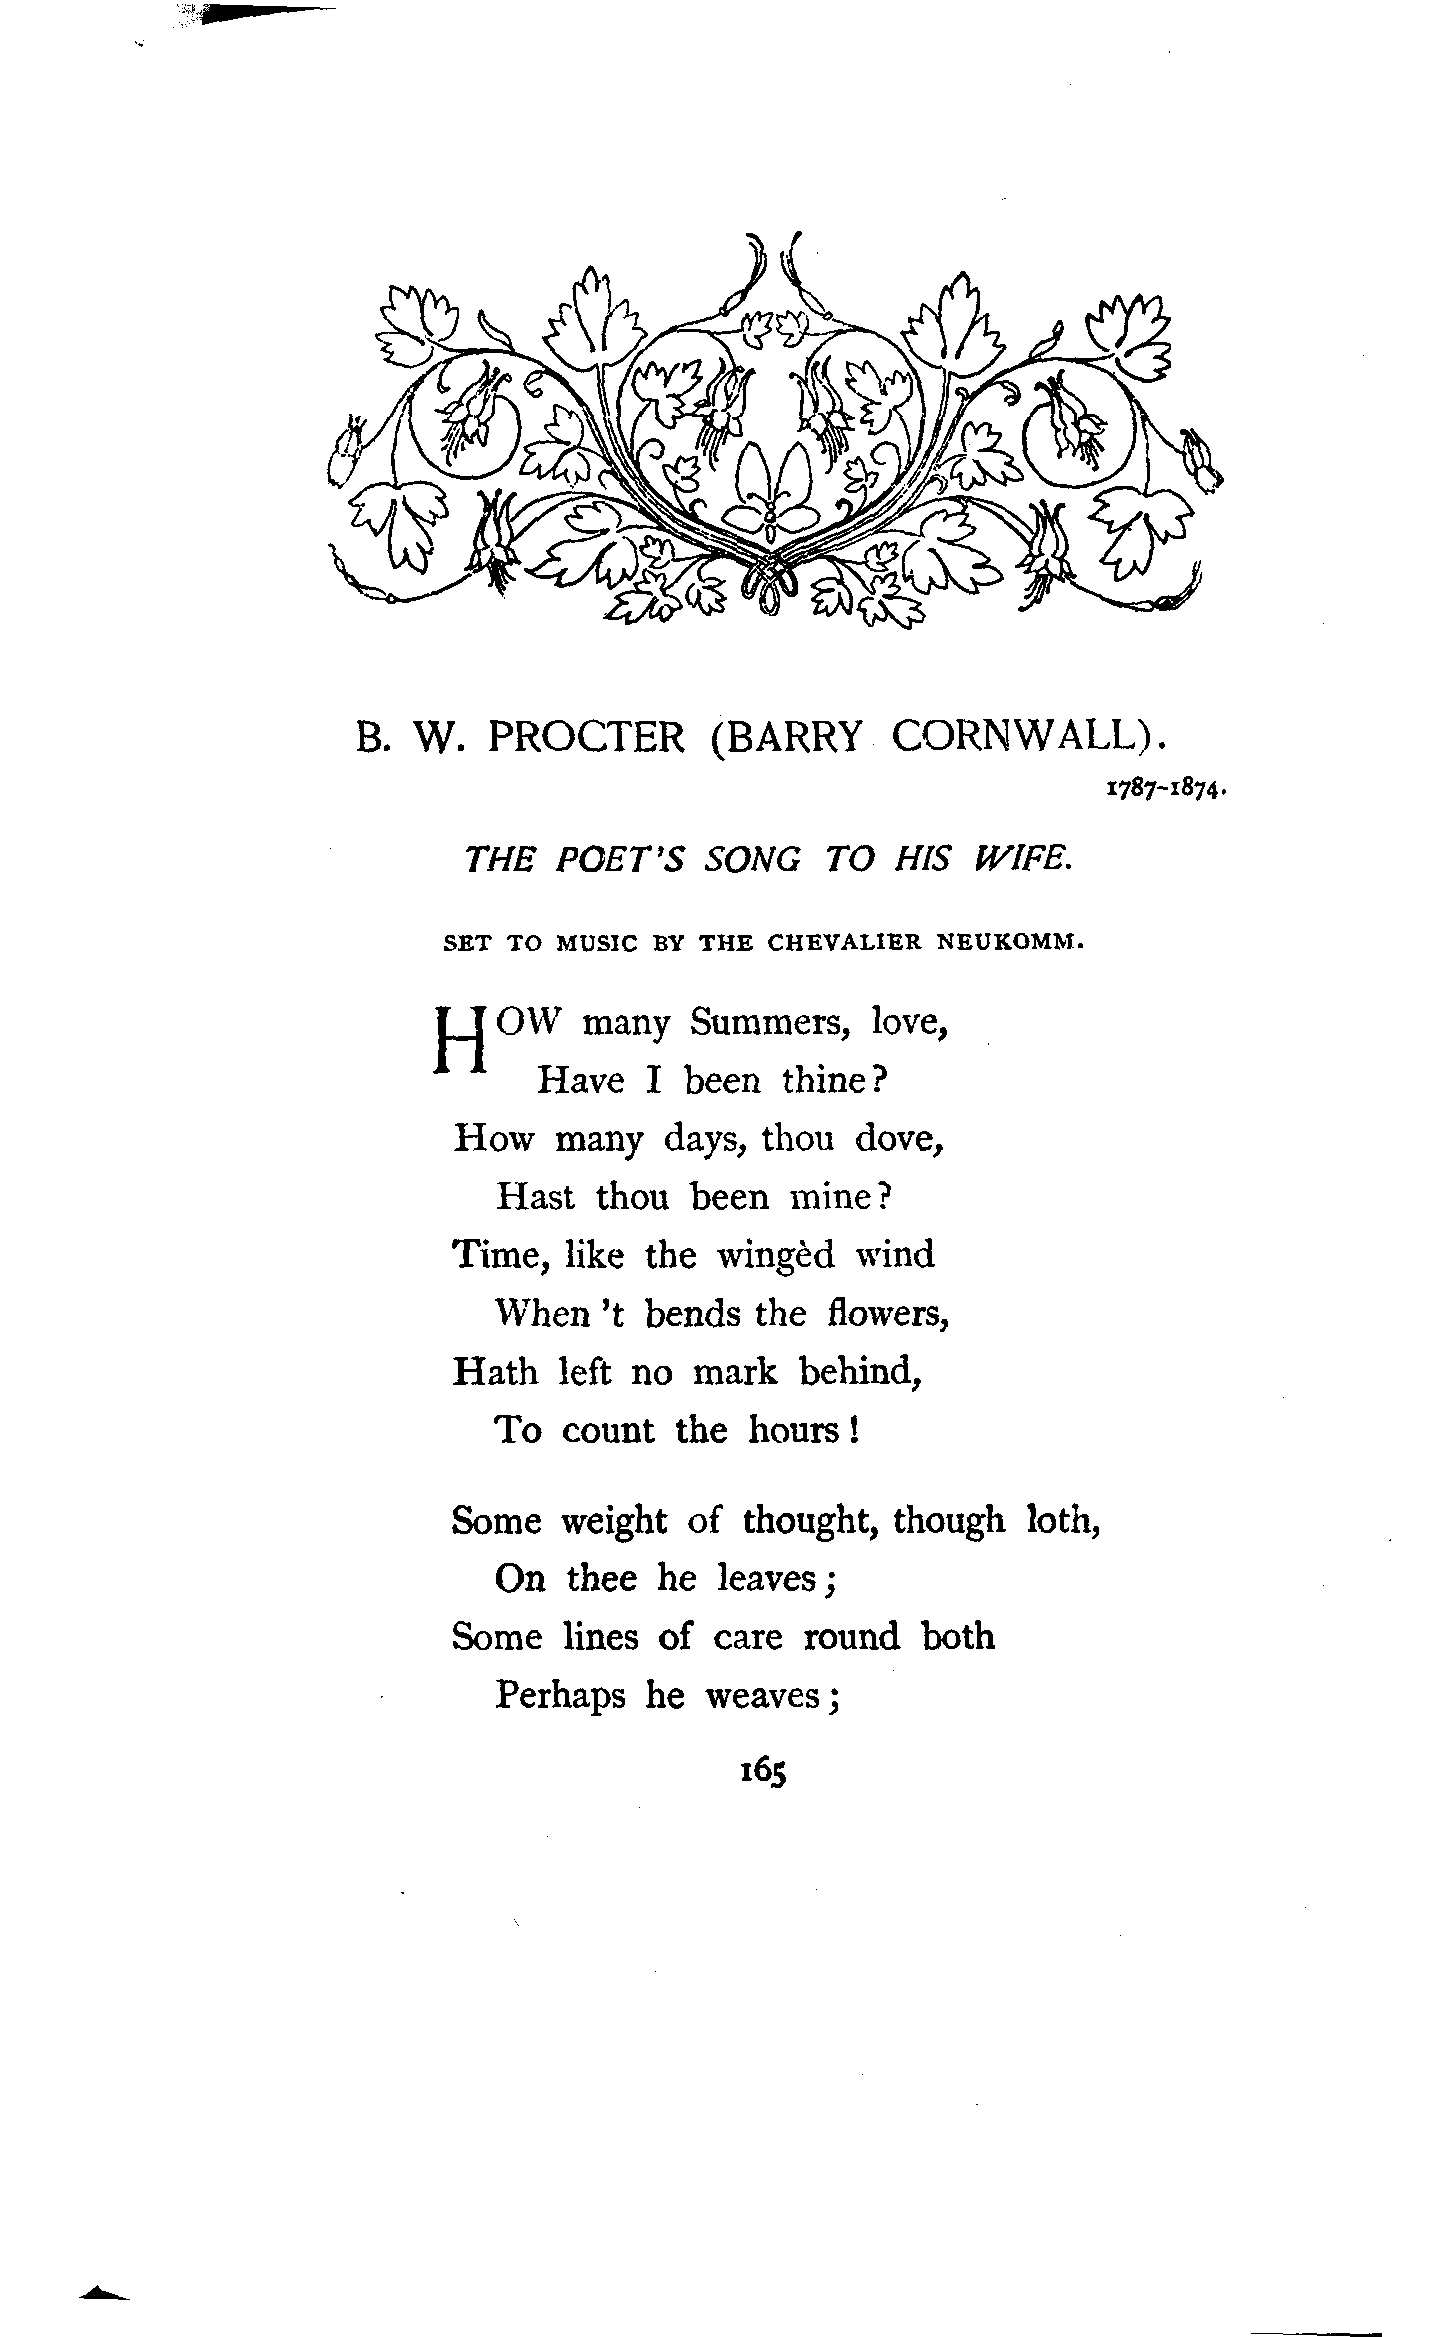 B. W. PROCTER (BARRY CORNWALL).
1787-1874.
THE POET'S SONG TO HIS WIFE.
SET TO MUSIC BY THE CHEVALIER NEUKOMM.
HOW many Summers, love,
Have I been thine?
How many days, thou dove,
Hast thou been mine?
Time, like the wingèd wind
When 't bends the flowers,
Hath left no mark behind,
To count the hours!
Some weight of thought, though loth,
On thee he leaves;
Some lines of care round both
Perhaps he weaves;
165